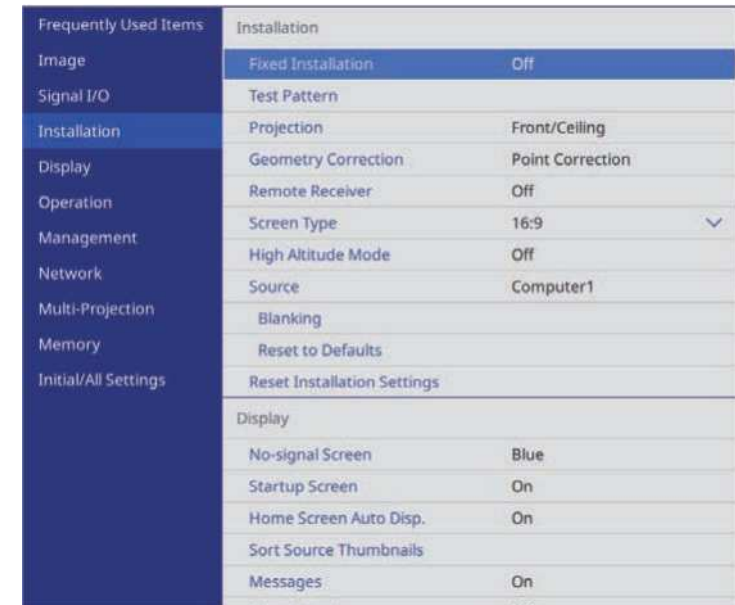 Frequently Used Items
Image
Signal I/O
Installation
Display
Operation
Management
Network
Multi-Projection
Memory
Initial/All Settings
Installation
Fixed Installation Off
Test Pattern
Projection Front/Ceiling
Geometry Correction Point Correction
Remote Receiver Off
Screen Type 16:9
High Altitude Mode Off
Source Computer1
Blanking
Reset to Defaults
Reset Installation Settings
Display
No-signal Screen Blue
Startup Screen On
Home Screen Auto Disp. On
Sort Source Thumbnails
Messages On